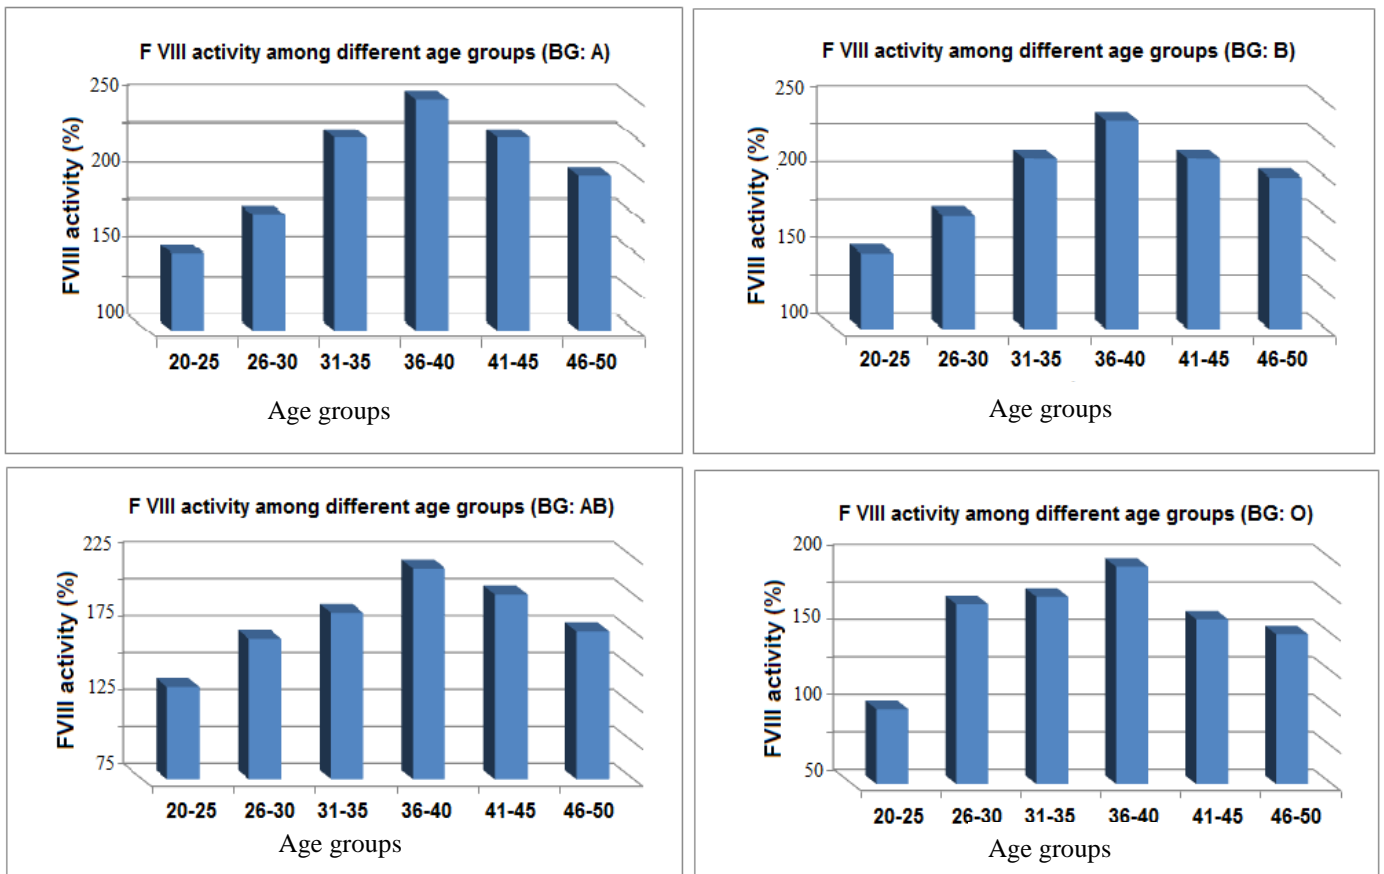 F VIII activity among different age groups (BG: A)
FVIII activity (%)
250
200
150
100
20-25 26-30 31-35 36-40 41-45 46-50
Age groups
F VIII activity among different age groups (BG: B)
FVIII activity (%)
250
200
150
100
20-25 26-30 31-35 36-40 41-45 46-50
Age groups
F VIII activity among different age groups (BG: AB)
FVIII activity (%)
225
175
125
75
20-25 26-30 31-35 36-40 41-45 46-50
Age groups
F VIII activity among different age groups (BG: O)
FVIII activity (%)
200
150
100
50
20-25 26-30 31-35 36-40 41-45 46-50
Age groups